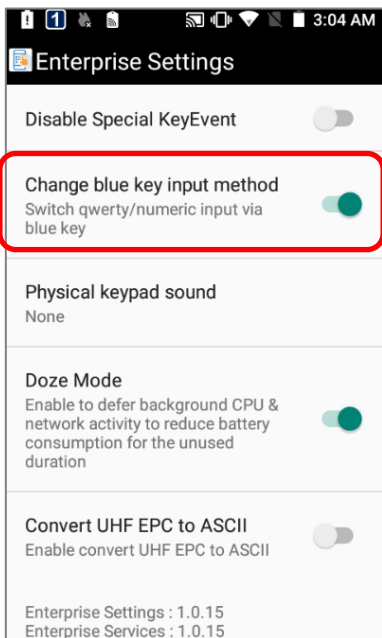 1 3:04 AM
Enterprise Settings
Disable Special KeyEvent
Change blue key input method
Switch qwerty/numeric input via
blue key
Physical keypad sound
None
Doze Mode
Enable to defer background CPU &
network activity to reduce battery
consumption for the unused
duration
Convert UHF EPC to ASCII
Enable convert UHF EPC to ASCII
Enterprise Settings : 1.0.15
Enterprise Services : 1.0.15